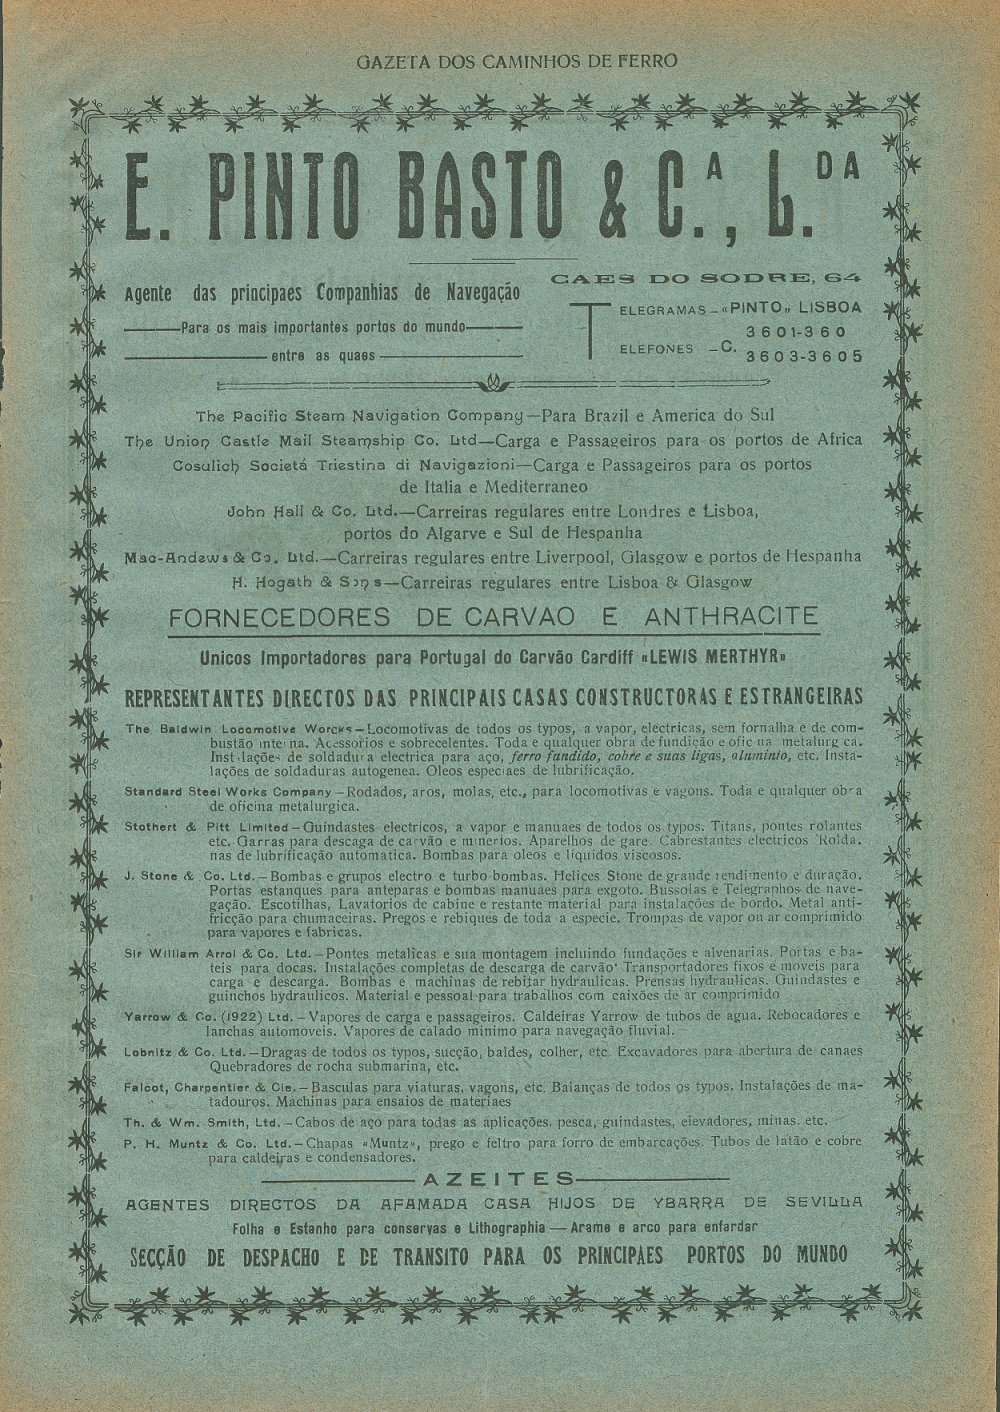 GAZETA DOS CAMINHOS DE FERRO
E. PINTO BASTO & C.A, L.DA
Agente das principaes Companhias de Navegação
Para os mais importantes portos do mundo
entre as quaes
CAES DO SODRE, 64
TELEGRAMAS – «PINTO» LISBOA
TELEFONES – C. 3601-360
3603-3605
The Pacific Steam Navigation Company—Para Brazil e America do Sul
The Union Castle Mail Steamship Co. Ltd—Carga e Passageiros para os portos de Africa
Cosulich Societá Triestina di Navigazioni—Carga e Passageiros para os portos
de Italia e Mediterraneo
John Hall & Co. Ltd.—Carreiras regulares entre Londres e Lisboa,
portos do Algarve e Sul de Hespanha
Mac-Andews & Co. Ltd.—Carreiras regulares entre Liverpool, Glasgow e portos de Hespanha
H. Hogath & Sons—Carreiras regulares entre Lisboa & Glasgow
FORNECEDORES DE CARVAO E ANTHRACITE
Unicos Importadores para Portugal do Carvão Cardiff «LEWIS MERTHYR»
REPRESENTANTES DIRECTOS DAS PRINCIPAIS CASAS CONSTRUCTORAS E ESTRANGEIRAS
The Baldwin Locomotive Worcks—Locomotivas de todos os typos, a vapor, electricas, sem fornalha e de com-
bustão interna. Acessorios e sobrecelentes. Toda e qualquer obra de fundição e oficina metalurgica.
Instalações de soldadura electrica para aço, ferro fundido, cobre e suas ligas, aluminio, etc. Insta-
lações de soldaduras autogenea. Oleos especiaes de lubrificação.
Standard Steel Works Company—Rodados, aros, molas, etc., para locomotivas e vagons. Toda e qualquer obra
de oficina metalurgica.
Stothert & Pitt Limited—Guindastes electricos, a vapor e manuaes de todos os typos. Titans, pontes rolantes
etc. Garras para descaga de carvão e minerios. Aparelhos de gare. Cabrestantes electricos Rolda.
nas de lubrificação automatica. Bombas para oleos e liquidos viscosos.
J. Stone & Co. Ltd.—Bombas e grupos electro e turbo bombas. Helices Stone de grande rendimento e duração.
Portas estanques para anteparas e bombas manuaes para exgoto. Bussolas e Telegraphos de nave-
gação. Escotilhas, Lavatorios de cabine e restante material para instalações de bordo. Metal anti-
fricção para chumaceiras. Pregos e rebiques de toda a especie. Trompas de vapor ou ar comprimido
para vapores e fabricas.
Sir William Arrol & Co. Ltd.—Pontes metalicas e sua montagem incluindo fundações e alvenarias. Portas e ba-
teis para docas. Instalações completas de descarga de carvão. Transportadores fixos e moveis para
carga e descarga. Bombas e machinas de rebitar hydraulicas. Prensas hydraulicas. Guindastes e
guinchos hydraulicos. Material e pessoal para trabalhos com caixões de ar comprimido
Yarrow & Co. (1922) Ltd.—Vapores de carga e passageiros. Caldeiras Yarrow de tubos de agua. Rebocadores e
lanchas automoveis. Vapores de calado minimo para navegação fluvial.
Lobnitz & Co. Ltd.—Dragas de todos os typos, sucção, baldes, colher, etc. Excavadores para abertura de canaes
Quebradores de rocha submarina, etc.
Falcot, Charpentier & Cie.—Basculas para viaturas, vagons, etc. Balanças de todos os typos. Instalações de ma-
tadouros. Machinas para ensaios de materiaes
Th. & Wm. Smith, Ltd.—Cabos de aço para todas as aplicações, pesca, guindastes, elevadores, minas, etc.
P. H. Muntz & Co. Ltd.—Chapas «Muntz», prego e feltro para forro de embarcações. Tubos de latão e cobre
para caldeiras e condensadores.
AZEITES
AGENTES DIRECTOS DA AFAMADA CASA HIJOS DE YBARRA DE SEVILLA
Folha e Estanho para conservas e Lithographia — Arame e arco para enfardar
SECÇÃO DE DESPACHO E DE TRANSITO PARA OS PRINCIPAES PORTOS DO MUNDO